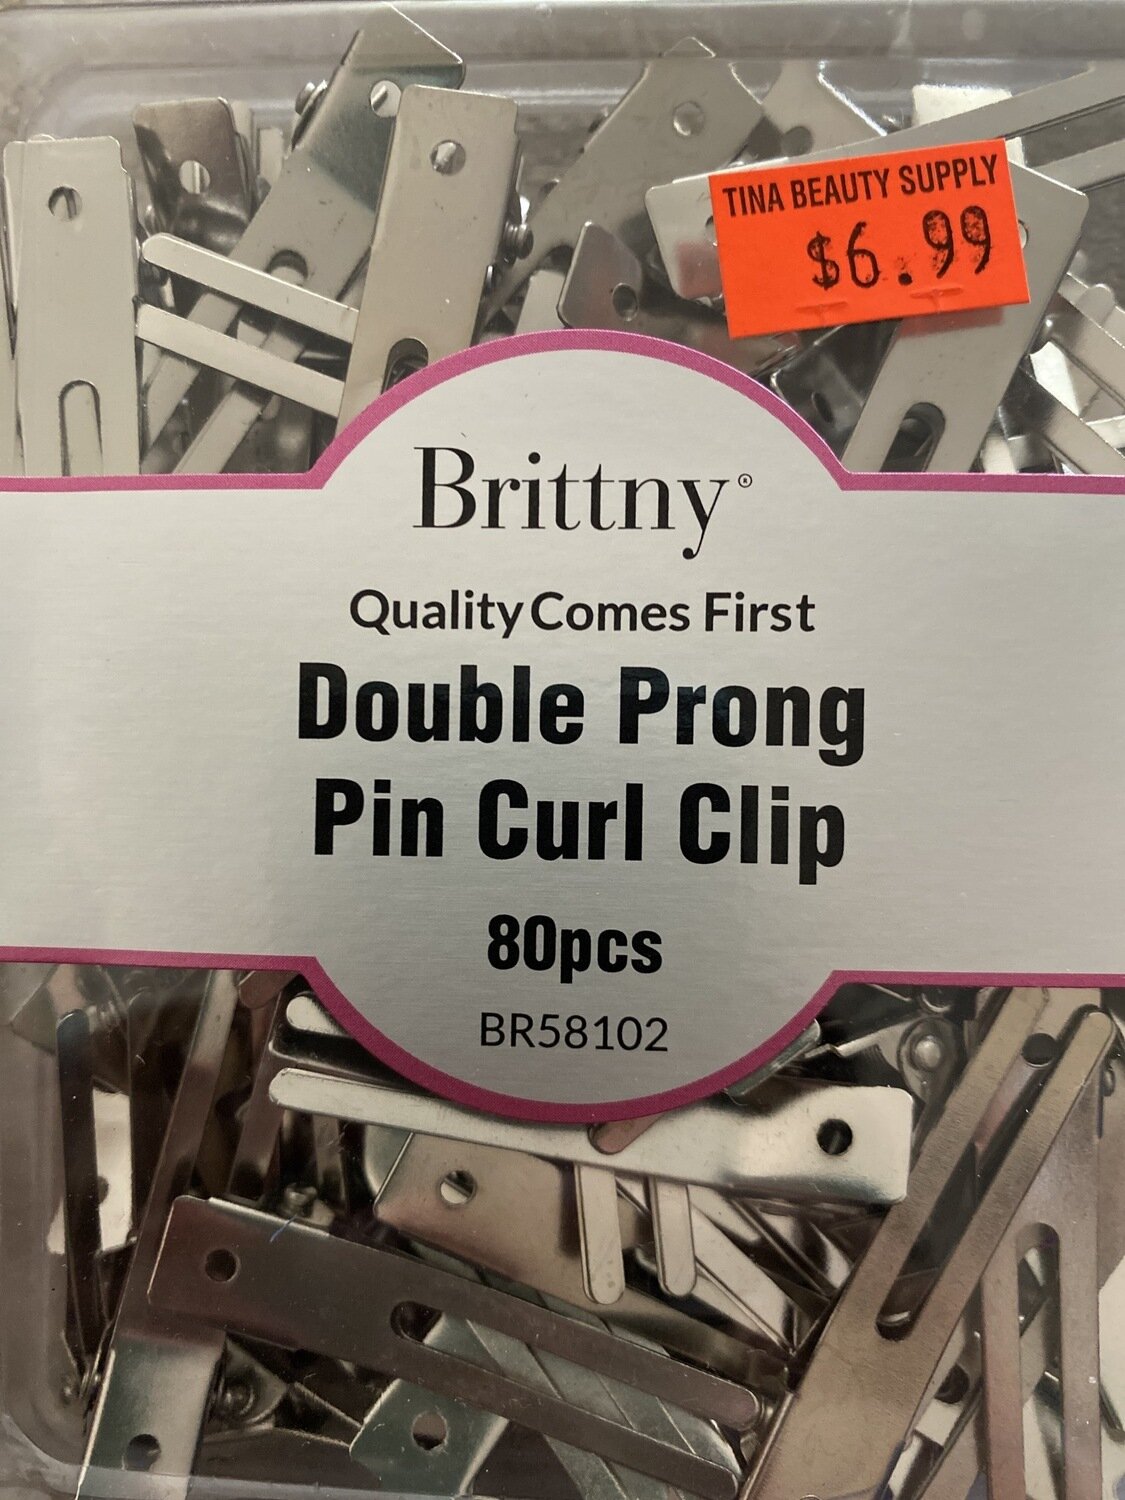 TINA BEAUTY SUPPLY
$6.99
Brittny®
Quality Comes First
Double Prong
Pin Curl Clip
80pcs
BR58102